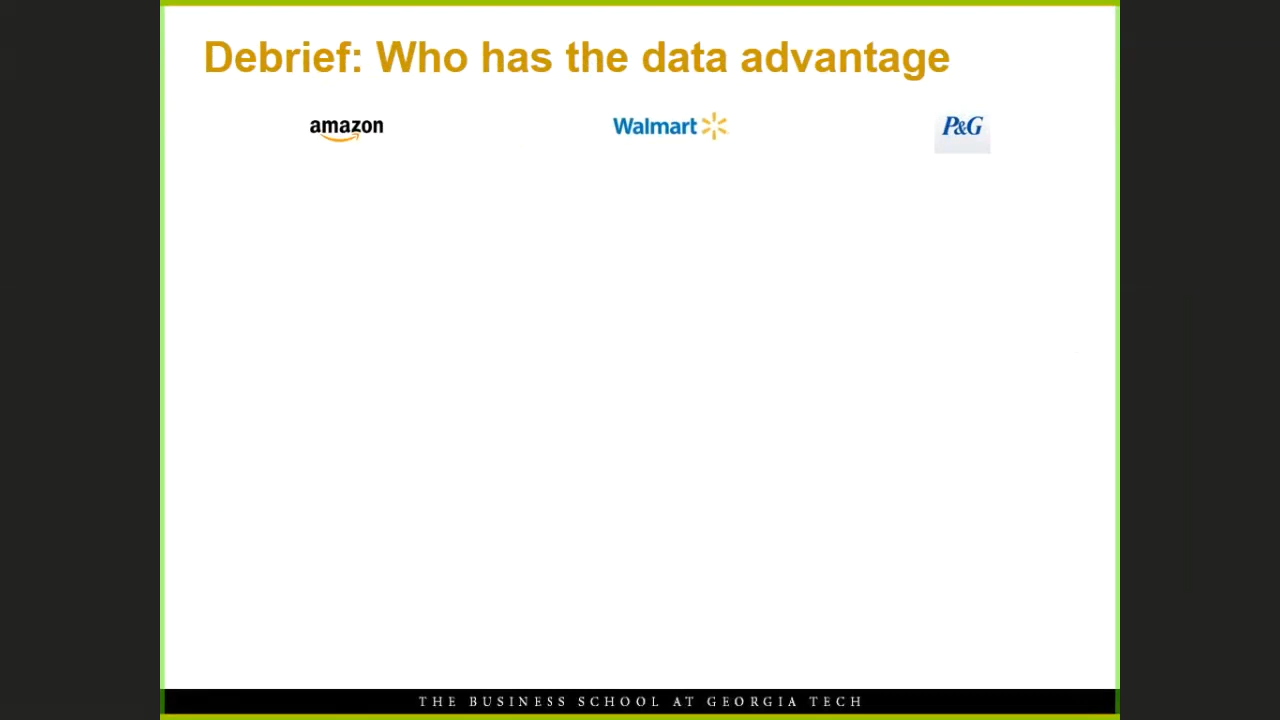 Debrief: Who has the data advantage
amazon Walmart P&G
THE BUSINESS SCHOOL AT GEORGIA TECH